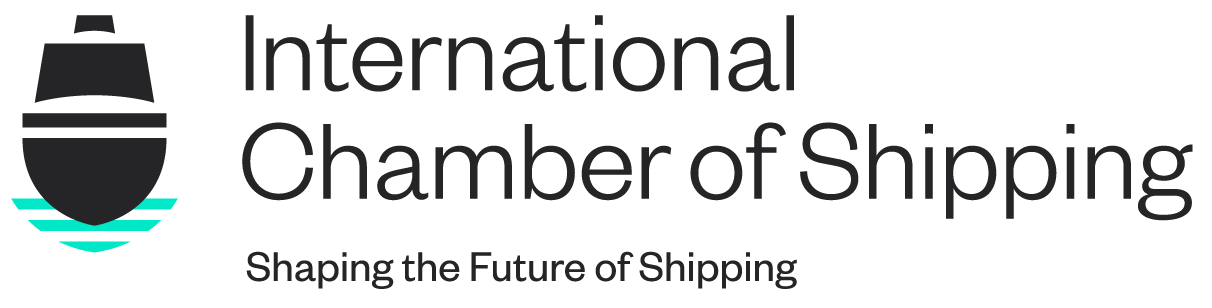 International
Chamber of Shipping
Shaping the Future of Shipping